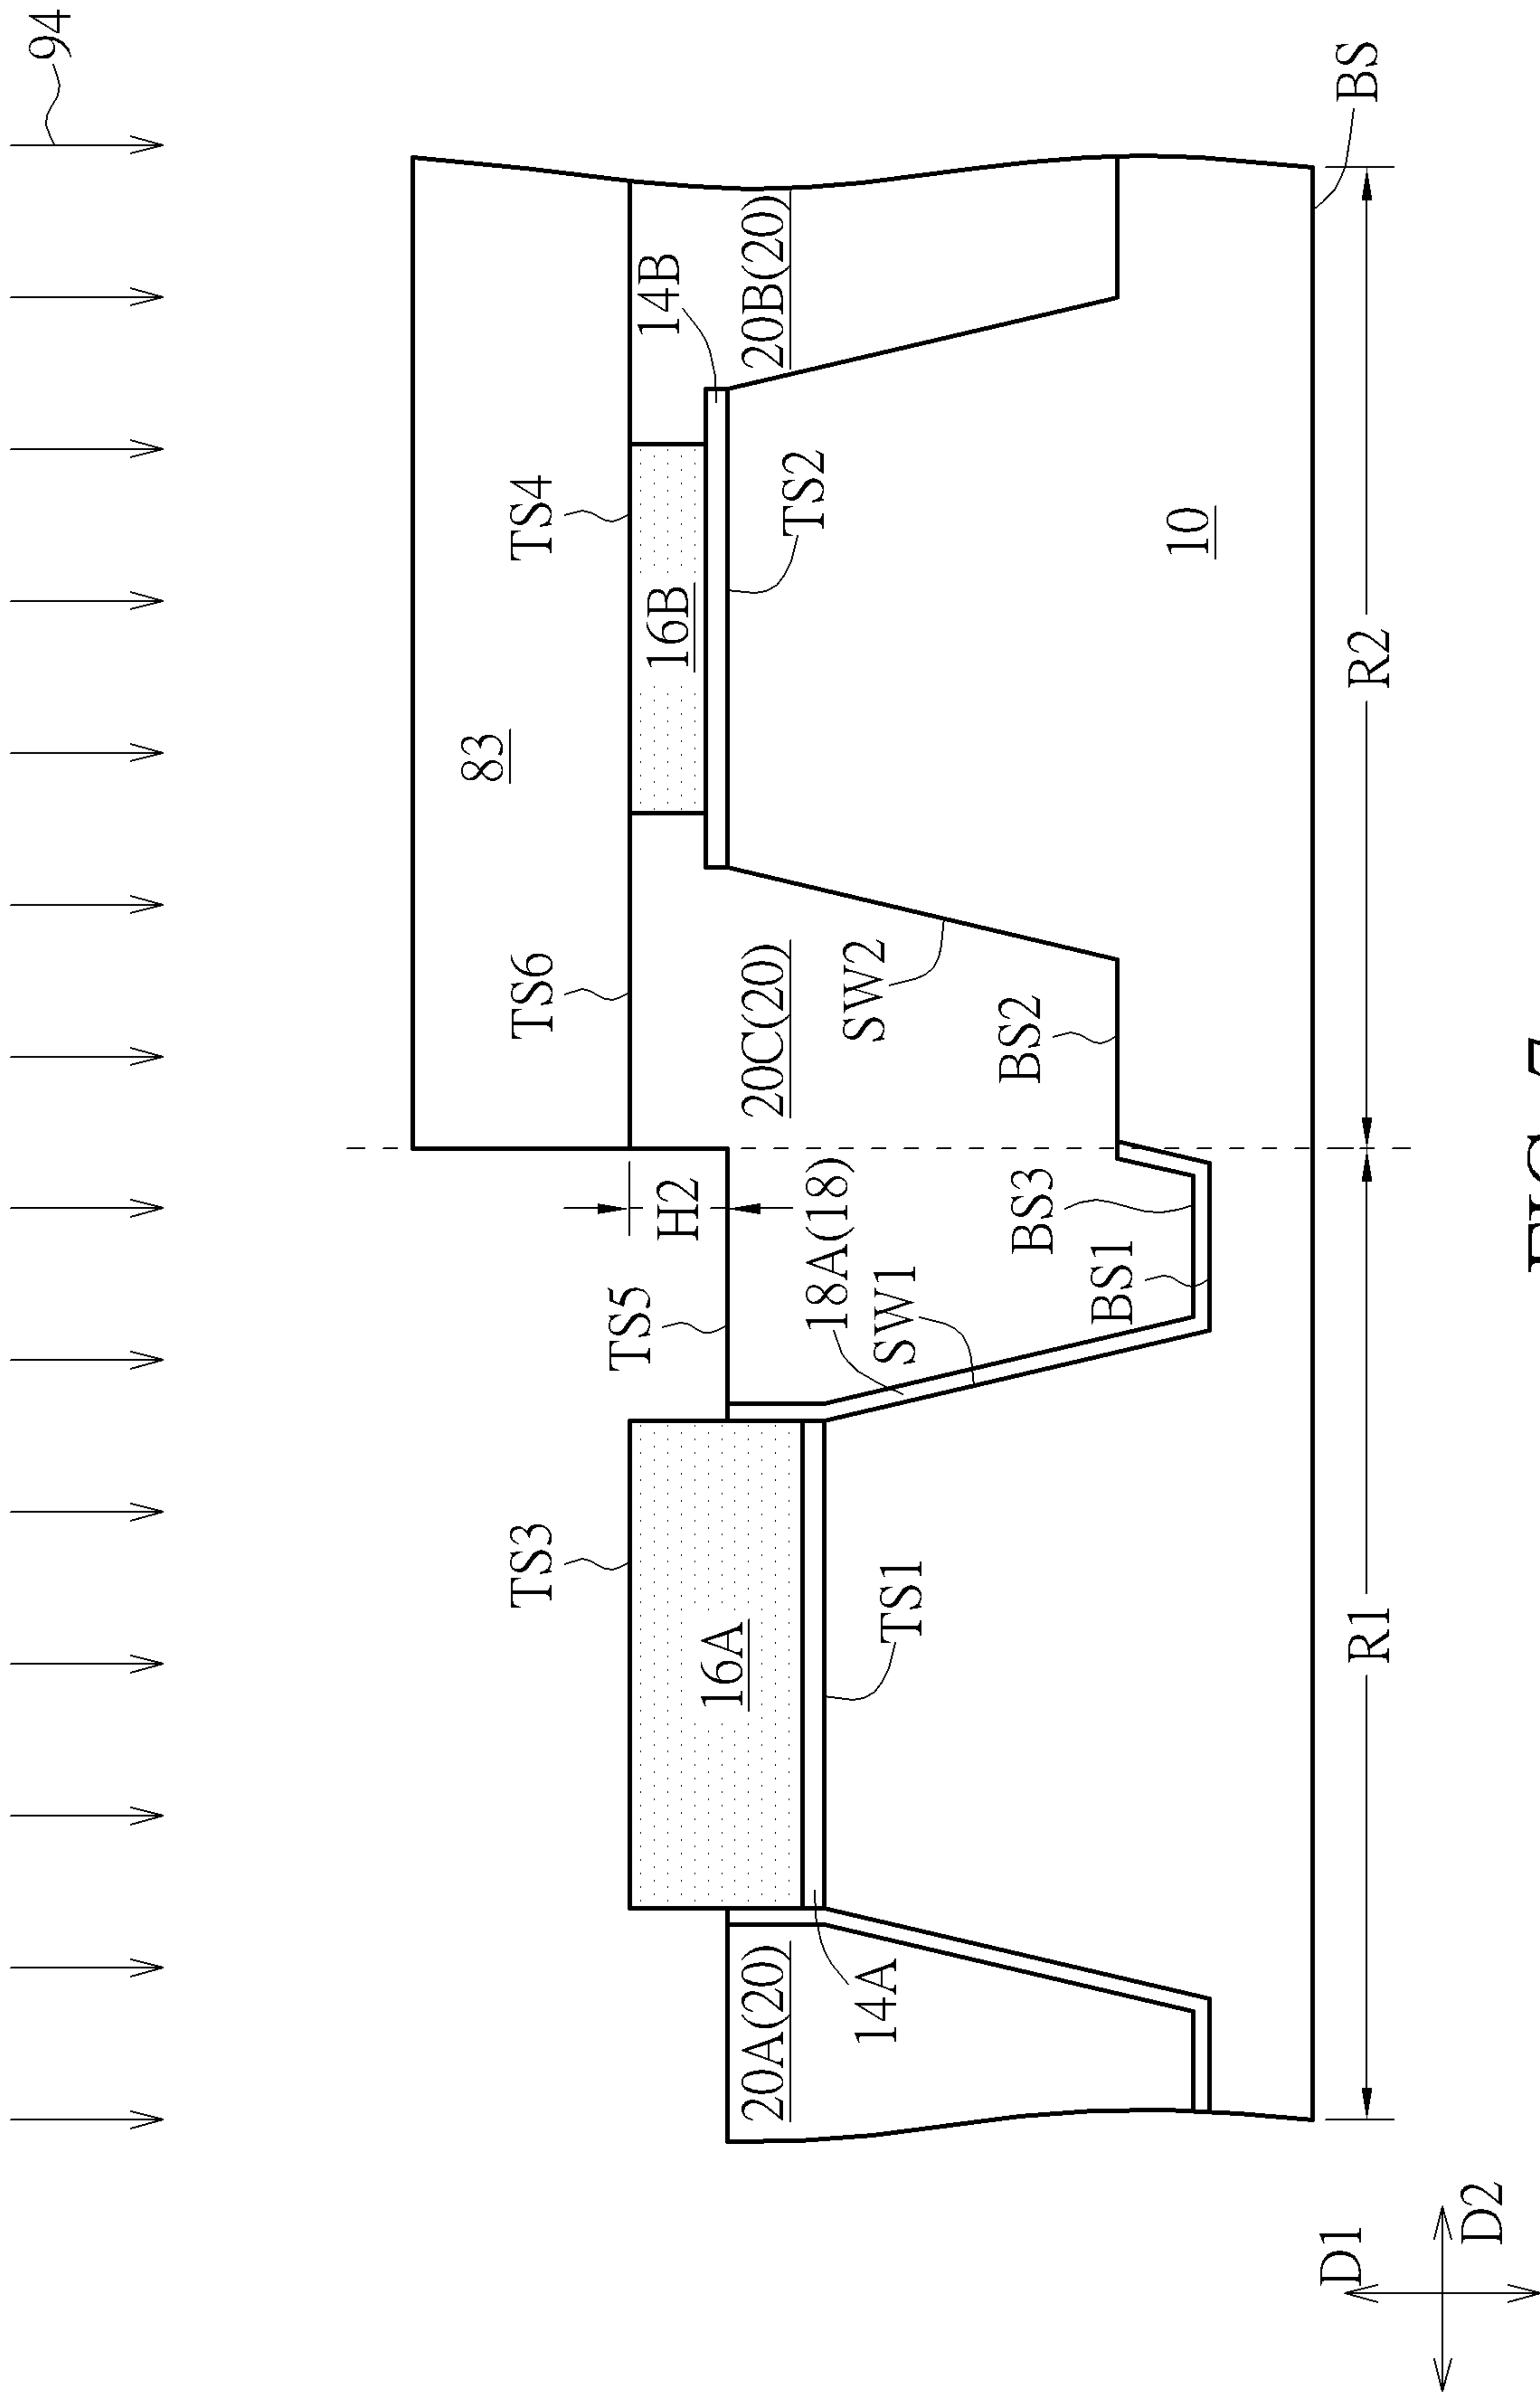 94
83
TS4
TS6
TS3
TS5
H2
16B
14B
16A
20B(20)
20C(20)
20A(20)
TS2
18A(18)
SW2
SW1
TS1
14A
BS2
BS3
BS1
10
BS
R2
R1
D1
D2